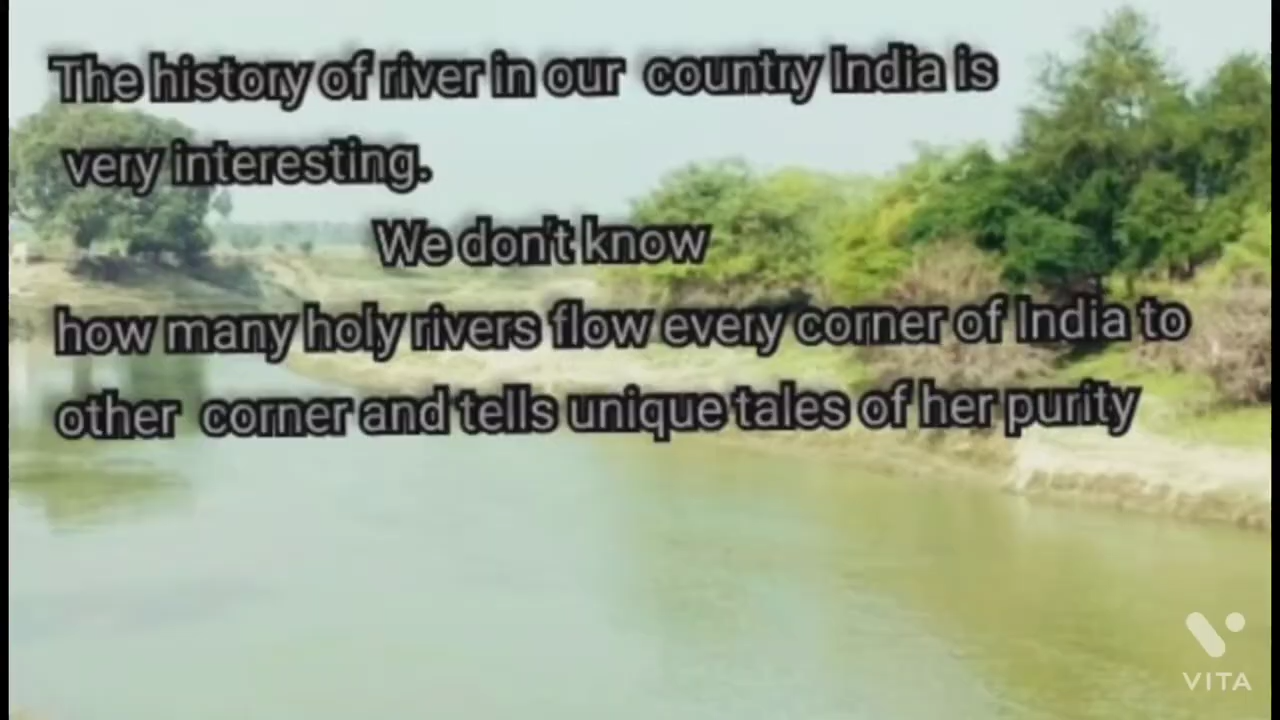 The history of river in our country India is
very interesting.
We don't know
how many holy rivers flow every corner of India to
other corner and tells unique tales of her purity
VITA